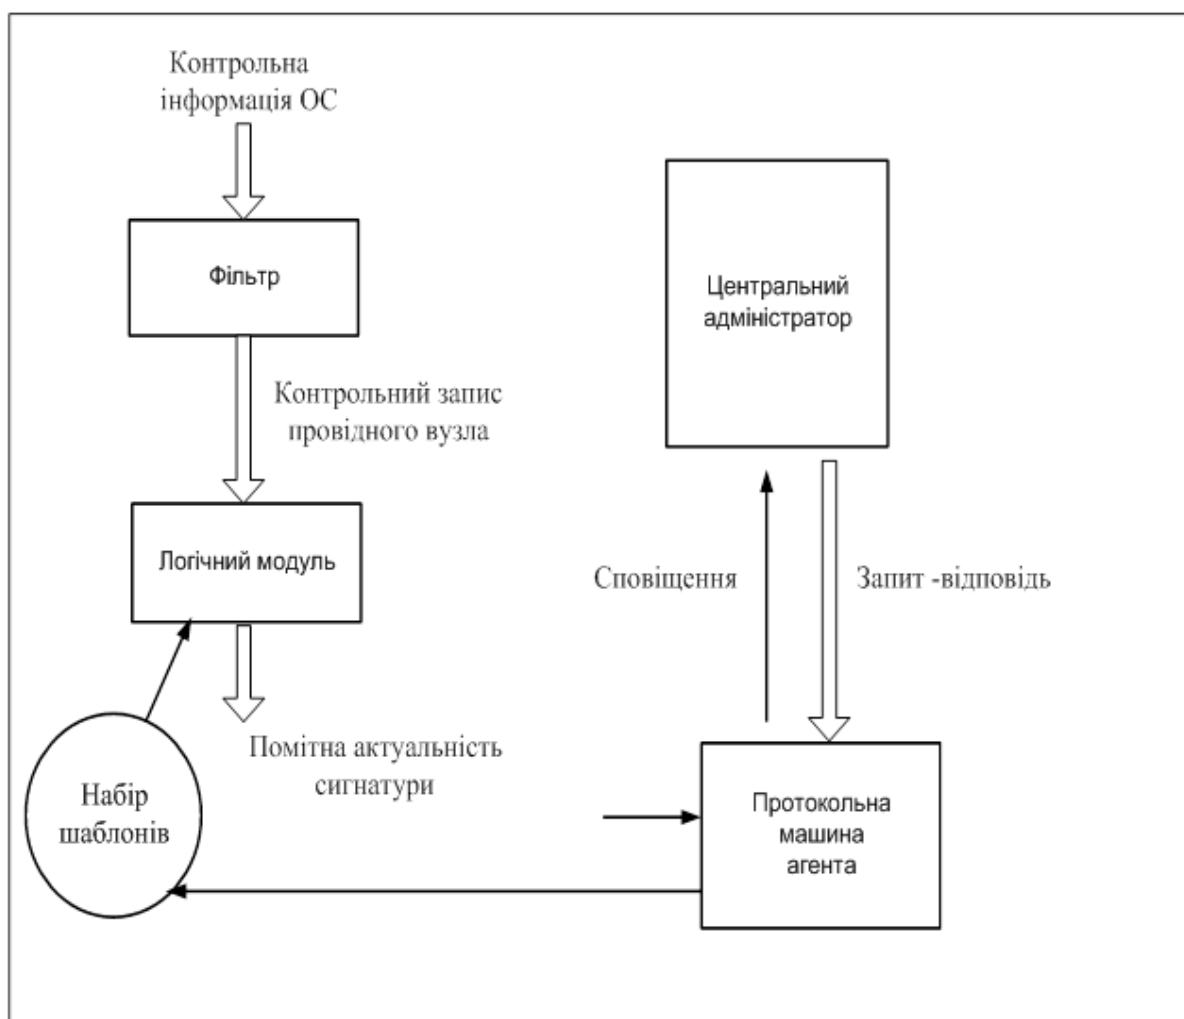 Контрольна
інформація ОС
Фільтр
Контрольний запис
провідного вузла
Логічний модуль
Помітна актуальність
сигнатури
Набір
шаблонів
Центральний
адміністратор
Сповіщення
Запит -відповідь
Протокольна
машина
агента